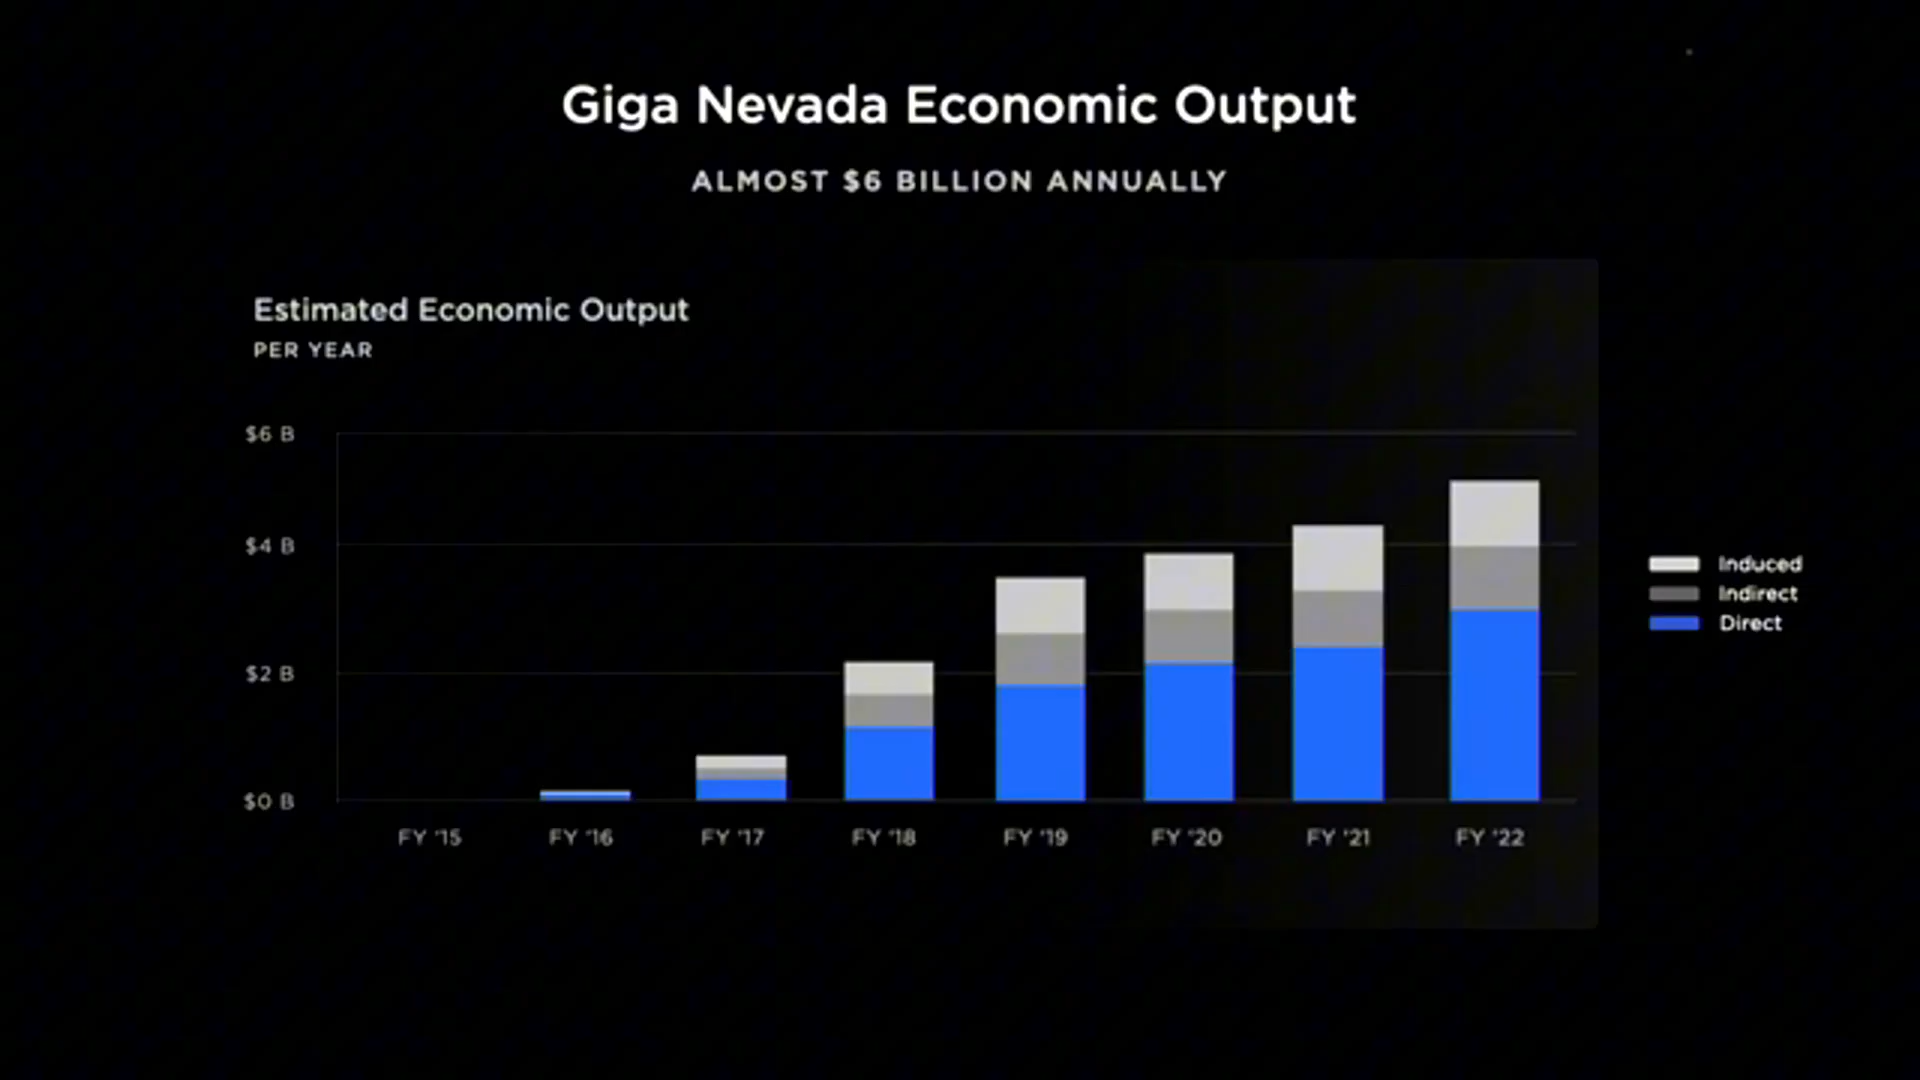 Giga Nevada Economic Output
ALMOST $6 BILLION ANNUALLY
Estimated Economic Output
PER YEAR
$6 B
$4 B
$2 B
$0 B
FY '15 FY '16 FY '17 FY '18 FY '19 FY '20 FY '21 FY '22
Induced
Indirect
Direct